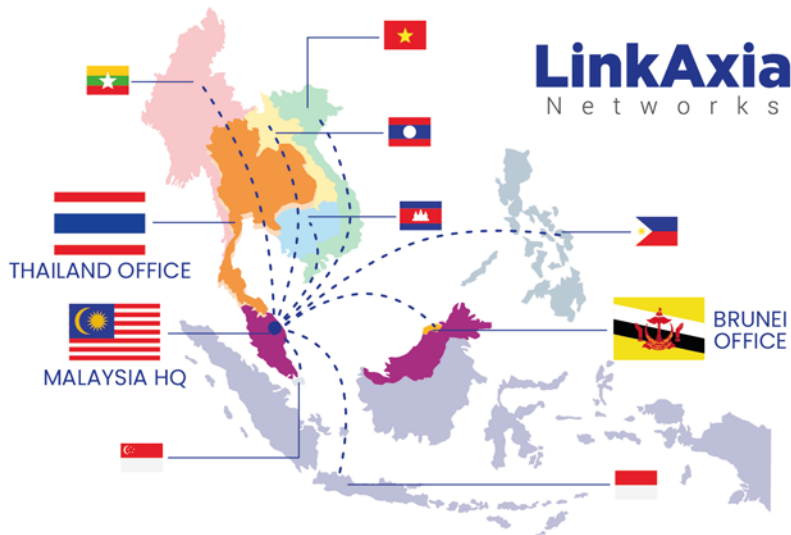 LinkAxia
Networks
THAILAND OFFICE
MALAYSIA HQ
BRUNEI
OFFICE